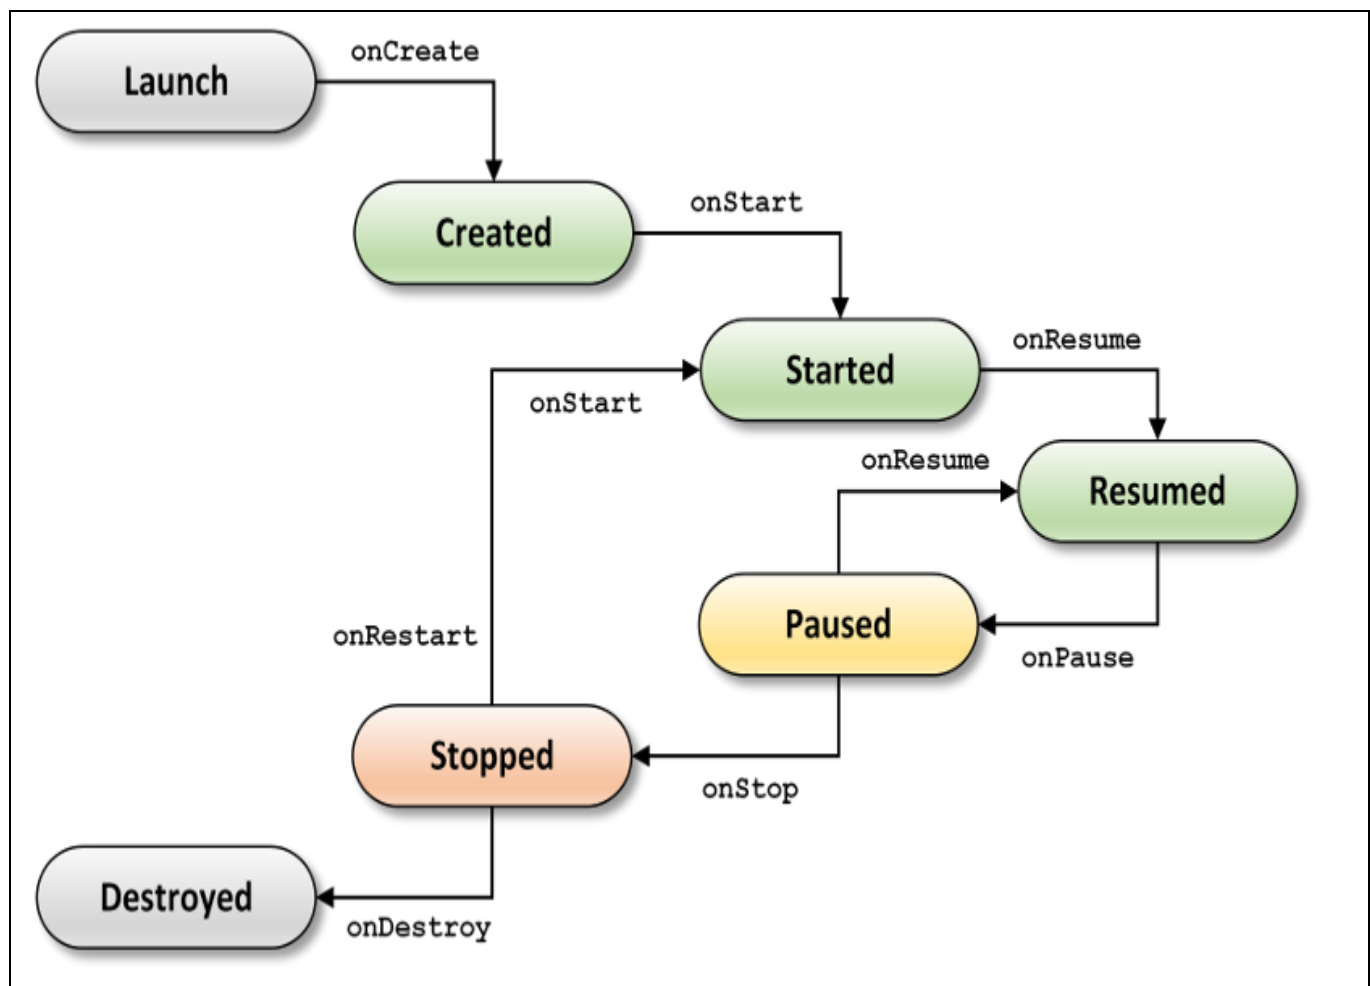 Launch
onCreate
Created
onStart
Started
onResume
onStart
onResume
Resumed
Paused
onRestart
onPause
Stopped
onStop
Destroyed
onDestroy